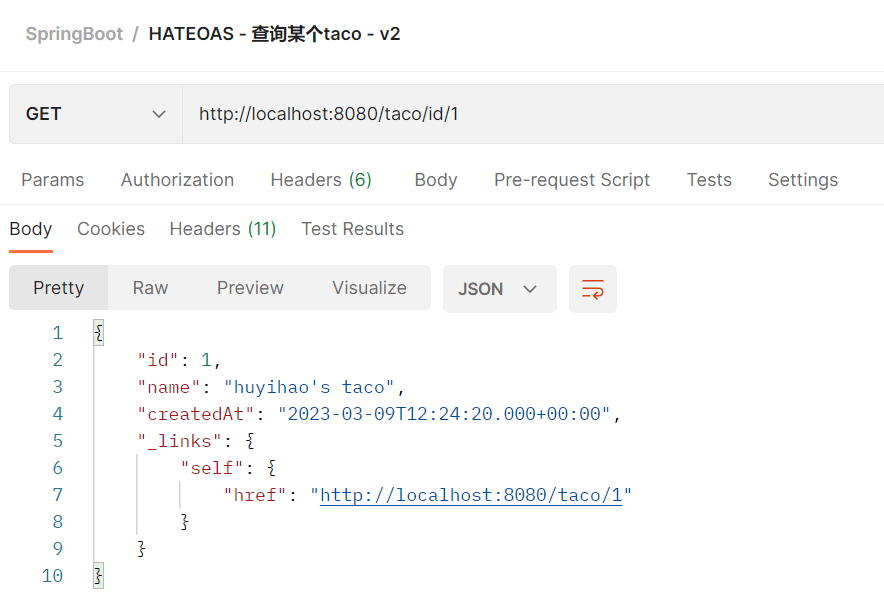 SpringBoot / HATEOAS - 查询某个taco - v2
GET http://localhost:8080/taco/id/1
Params Authorization Headers (6) Body Pre-request Script Tests Settings
Body Cookies Headers (11) Test Results
Pretty Raw Preview Visualize JSON
1 {
2 "id": 1,
3 "name": "huyihao's taco",
4 "createdAt": "2023-03-09T12:24:20.000+00:00",
5 "_links": {
6 "self": {
7 "href": "http://localhost:8080/taco/1"
8 }
9 }
10 }